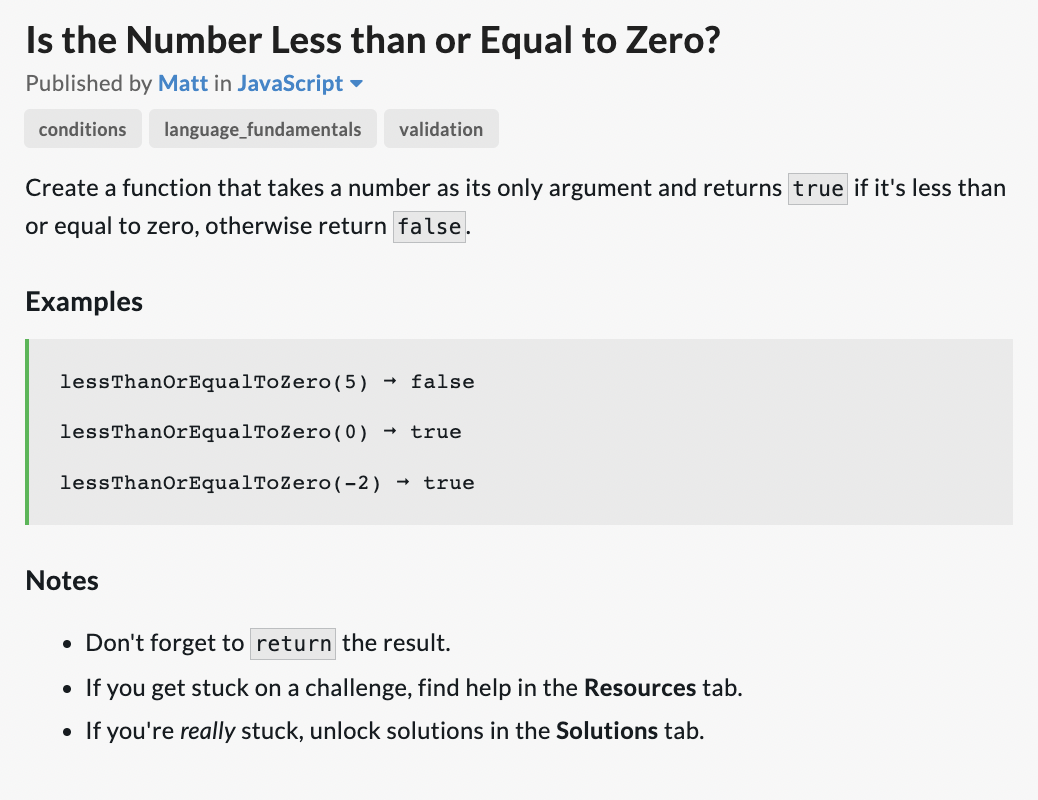 Is the Number Less than or Equal to Zero?
Published by Matt in JavaScript
conditions language_fundamentals validation
Create a function that takes a number as its only argument and returns true if it's less than
or equal to zero, otherwise return false.
Examples
lessThanOrEqualToZero(5) ➞ false
lessThanOrEqualToZero(0) ➞ true
lessThanOrEqualToZero(-2) ➞ true
Notes
• Don't forget to return the result.
• If you get stuck on a challenge, find help in the Resources tab.
• If you're really stuck, unlock solutions in the Solutions tab.